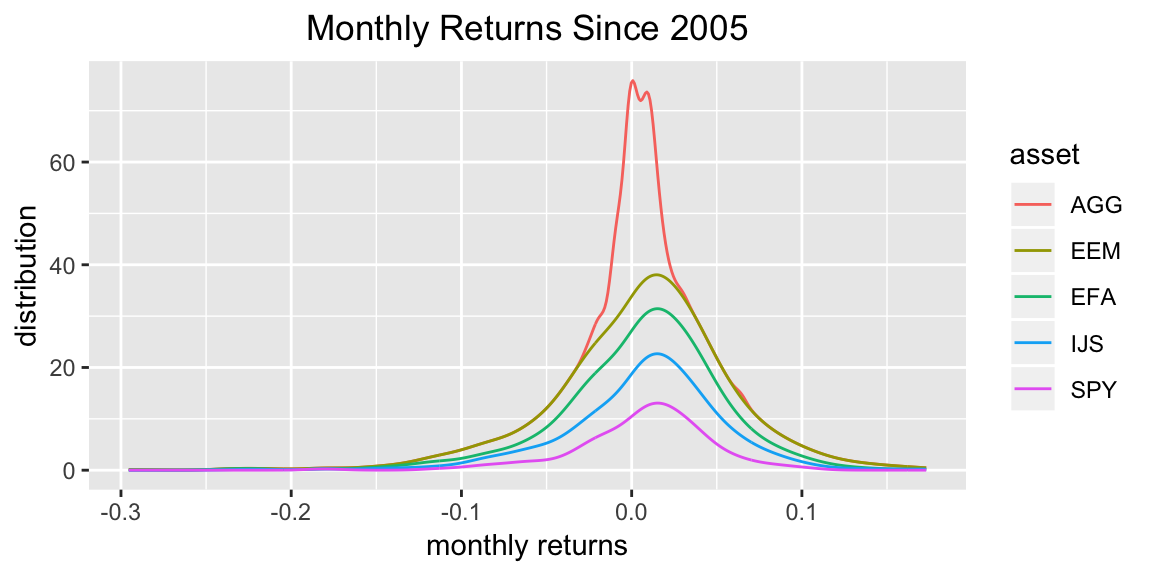 Monthly Returns Since 2005
distribution
60
40
20
0
-0.3
-0.2
-0.1
0.0
0.1
monthly returns
asset
AGG
EEM
EFA
IJS
SPY